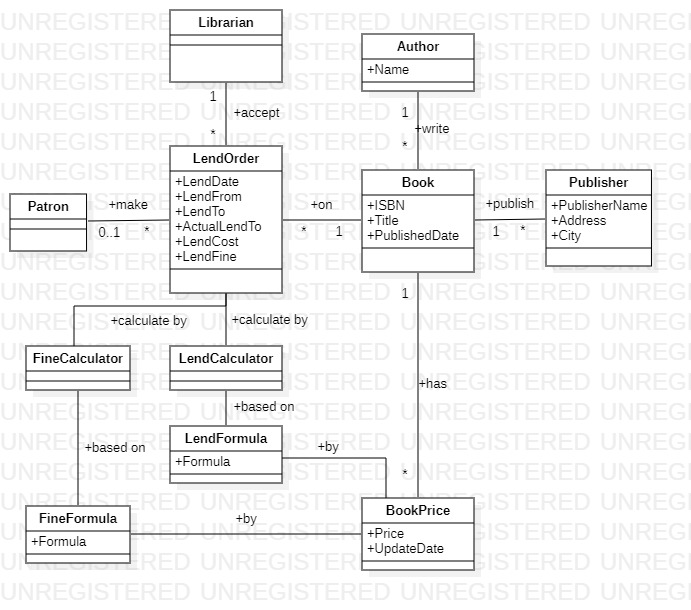 UNREGISTERED UNREGISTERED UNREGISTERED UNREGISTERED
Librarian
1
+accept
*
Author
+Name
1
+write
*
LendOrder
+LendDate
+LendFrom
+LendTo
+ActualLendTo
+LendCost
+LendFine
Patron
+make
0..1
*
+on
*
1
Book
+ISBN
+Title
+PublishedDate
+publish
1
*
Publisher
+PublisherName
+Address
+City
+calculate by
+calculate by
1
FineCalculator
LendCalculator
+has
+based on
+based on
LendFormula
+Formula
+by
*
FineFormula
+Formula
+by
BookPrice
+Price
+UpdateDate